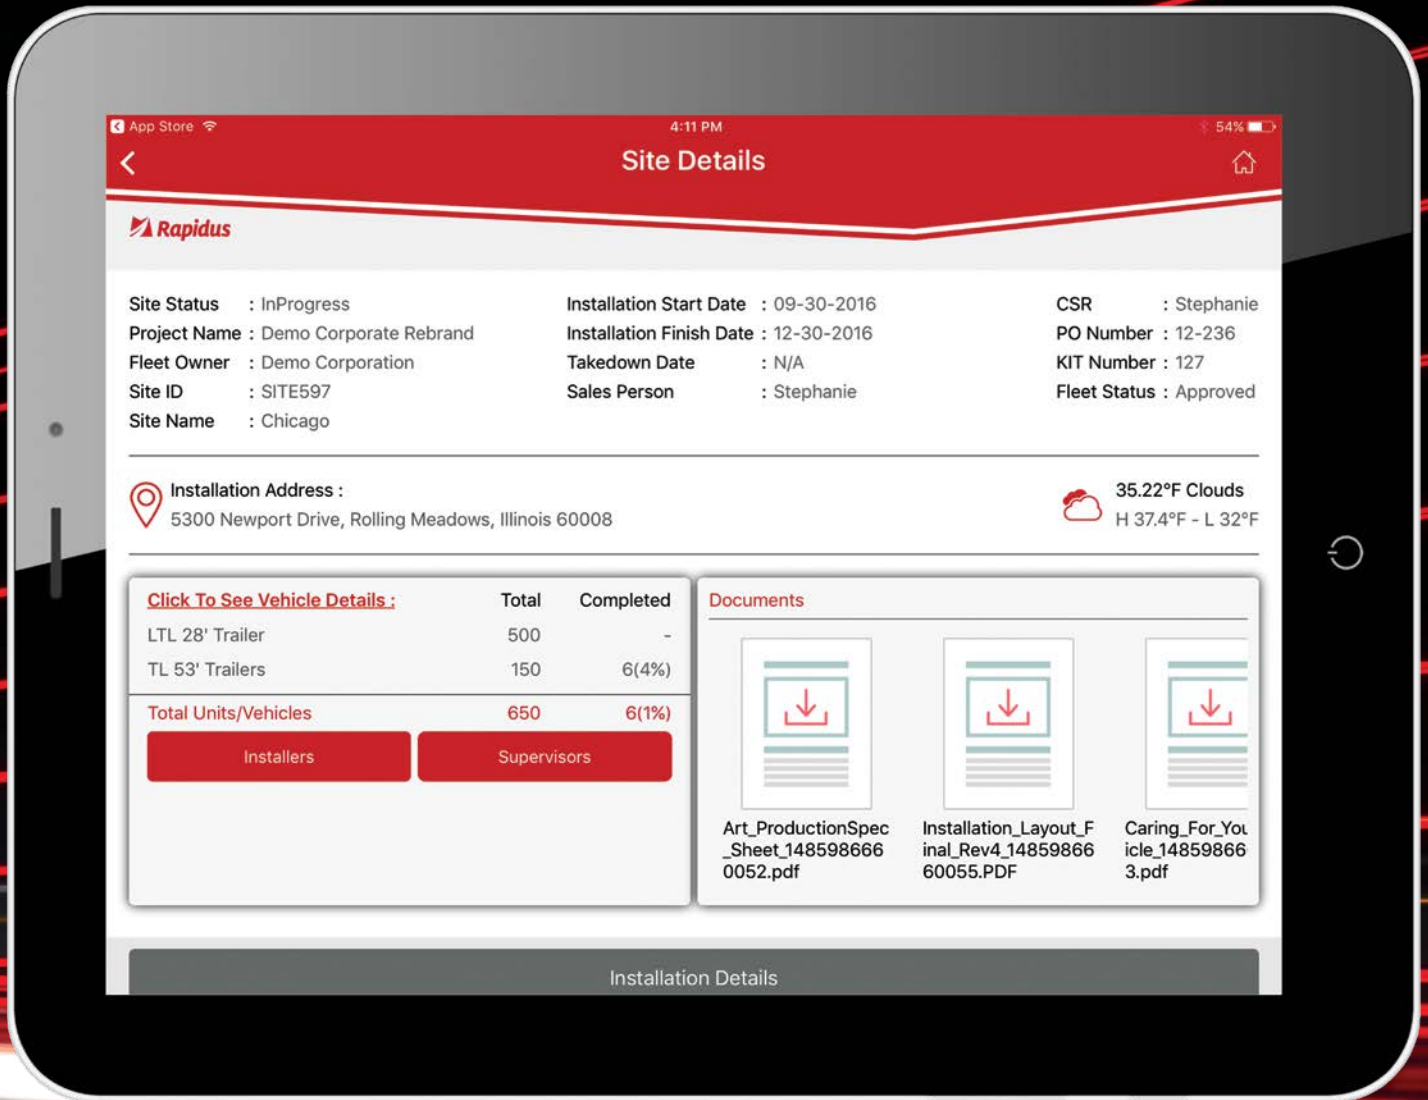 App Store
4:11 PM
54%
Site Details
Rapidus
Site Status : InProgress
Project Name : Demo Corporate Rebrand
Fleet Owner : Demo Corporation
Site ID : SITE597
Site Name : Chicago
Installation Start Date : 09-30-2016
Installation Finish Date : 12-30-2016
Takedown Date : N/A
Sales Person : Stephanie
CSR : Stephanie
PO Number : 12-236
KIT Number : 127
Fleet Status : Approved
Installation Address :
5300 Newport Drive, Rolling Meadows, Illinois 60008
35.22°F Clouds
H 37.4°F - L 32°F
Click To See Vehicle Details : Total Completed
LTL 28' Trailer 500 -
TL 53' Trailers 150 6(4%)
Total Units/Vehicles 650 6(1%)
Installers
Supervisors
Documents
Art_ProductionSpec
_Sheet_148598666
0052.pdf
Installation_Layout_F
inal_Rev4_14859866
60055.PDF
Caring_For_You
icle_14859866
3.pdf
Installation Details